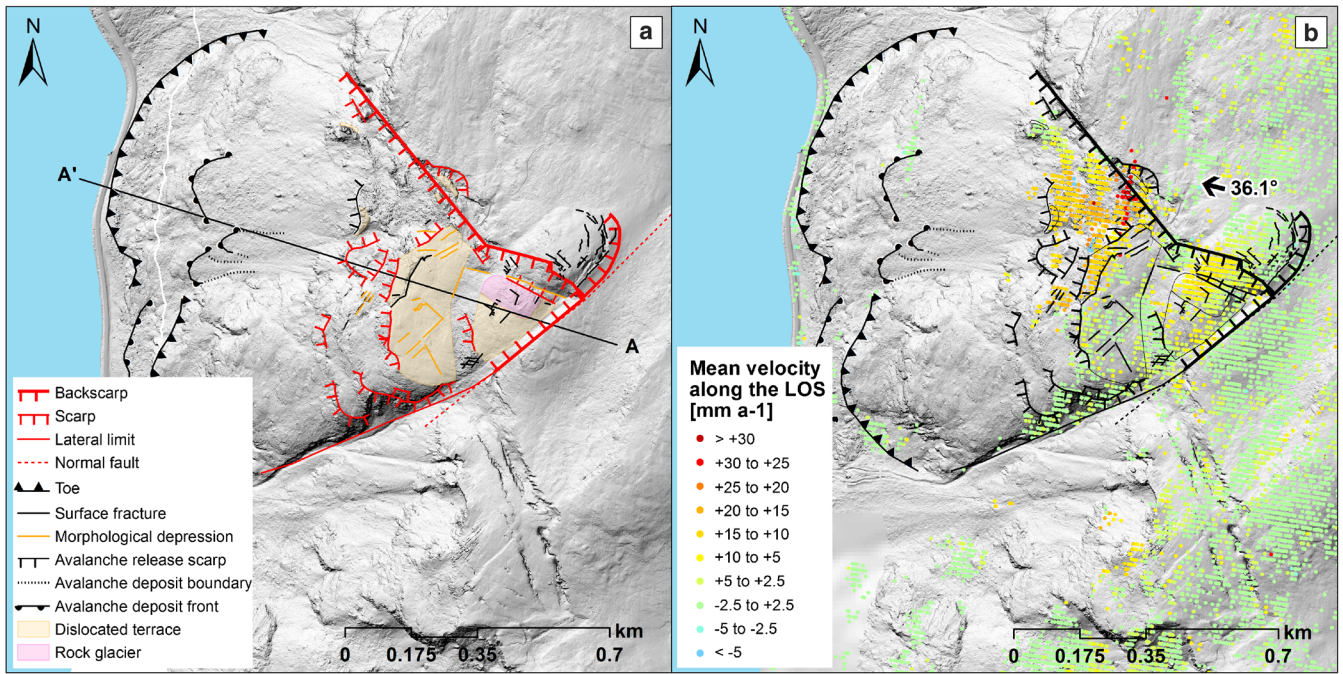 N
a
A'
A
Backscarp
Scarp
Lateral limit
Normal fault
Toe
Surface fracture
Morphological depression
Avalanche release scarp
Avalanche deposit boundary
Avalanche deposit front
Dislocated terrace
Rock glacier
km
0 0.175 0.35 0.7
N
b
36.1°
Mean velocity
along the LOS
[mm a-1]
> +30
+30 to +25
+25 to +20
+20 to +15
+15 to +10
+10 to +5
+5 to +2.5
-2.5 to +2.5
-5 to -2.5
< -5
km
0 0.175 0.35 0.7